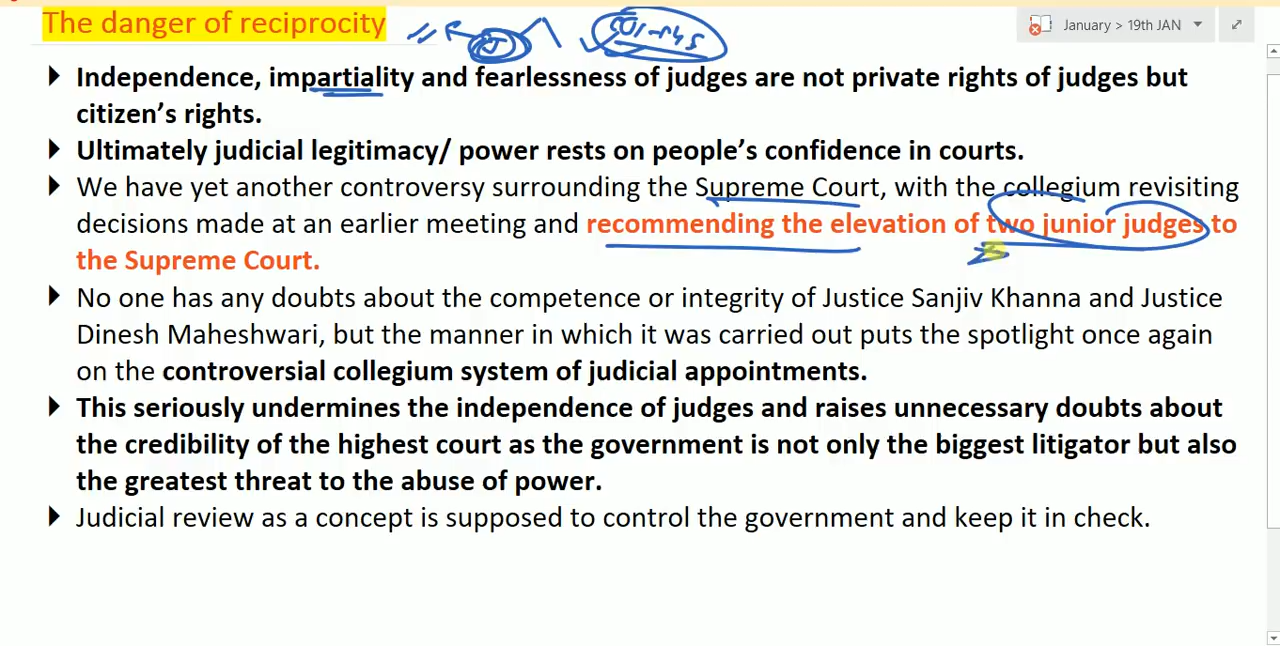 The danger of reciprocity
January > 19th JAN
Independence, impartiality and fearlessness of judges are not private rights of judges but
citizen’s rights.
Ultimately judicial legitimacy/ power rests on people’s confidence in courts.
We have yet another controversy surrounding the Supreme Court, with the collegium revisiting
decisions made at an earlier meeting and recommending the elevation of two junior judges to
the Supreme Court.
No one has any doubts about the competence or integrity of Justice Sanjiv Khanna and Justice
Dinesh Maheshwari, but the manner in which it was carried out puts the spotlight once again
on the controversial collegium system of judicial appointments.
This seriously undermines the independence of judges and raises unnecessary doubts about
the credibility of the highest court as the government is not only the biggest litigator but also
the greatest threat to the abuse of power.
Judicial review as a concept is supposed to control the government and keep it in check.